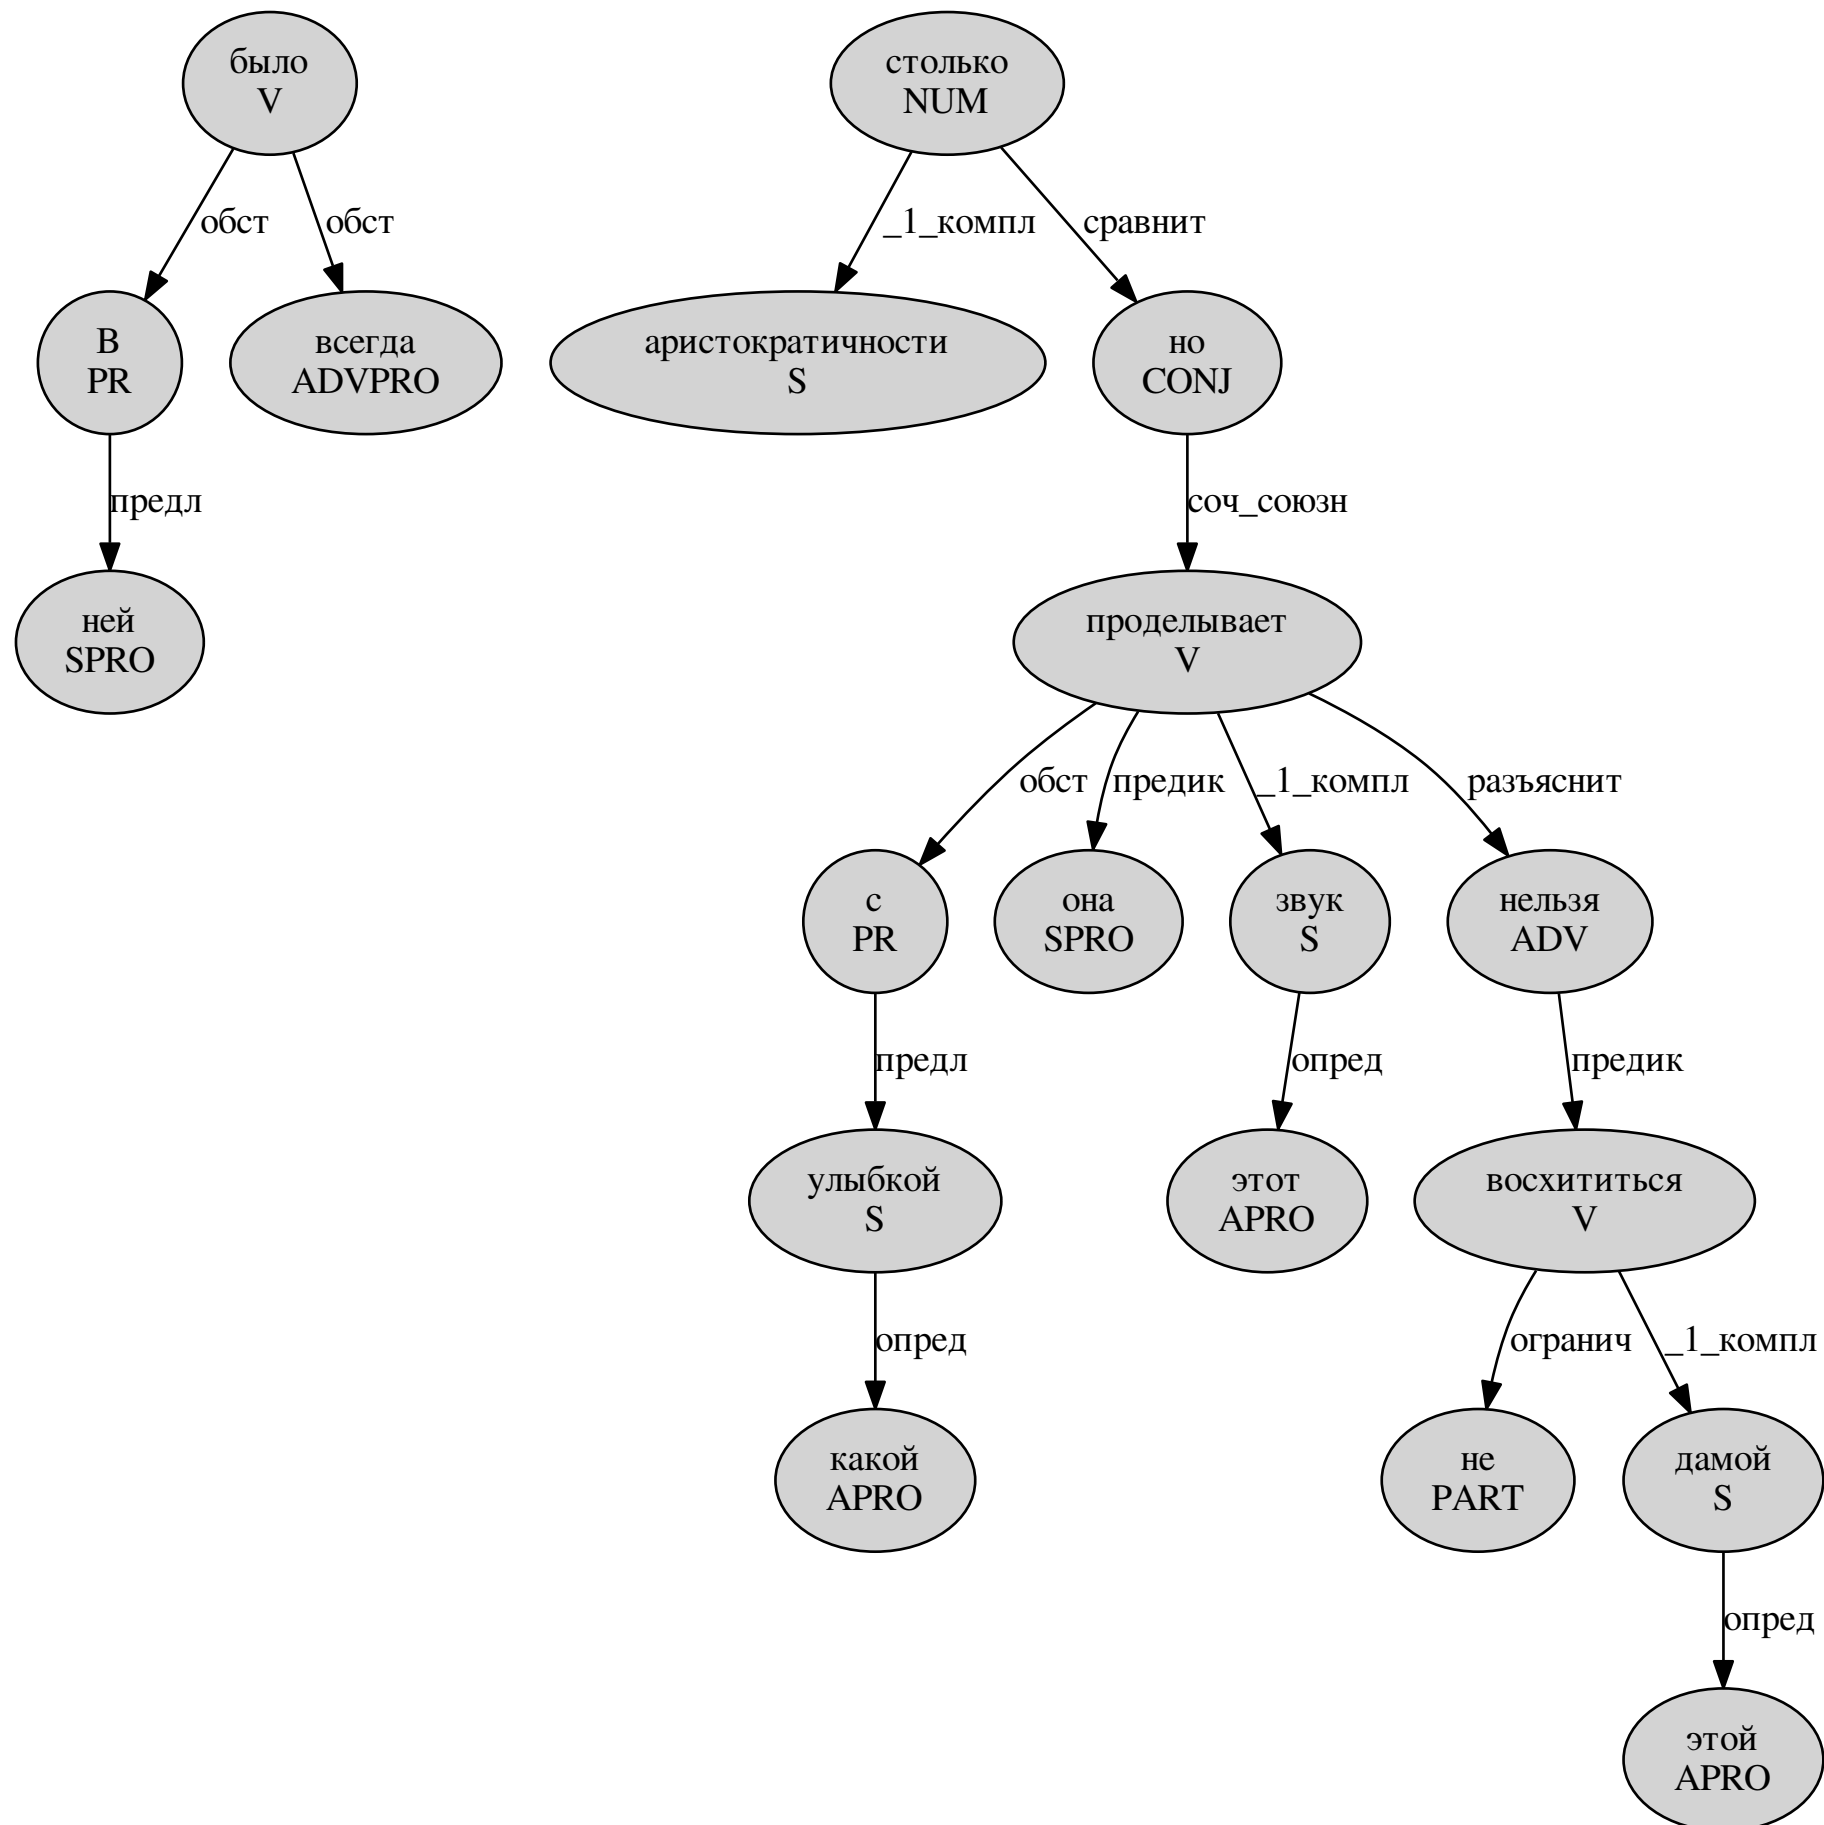 было
V
столько
NUM
обст
обст
_1_компл
сравнит
В
PR
всегда
ADVPRO
аристократичности
S
но
CONJ
предл
соч_союзн
ней
SPRO
проделывает
V
обст
предик
_1_компл
разъяснит
с
PR
она
SPRO
звук
S
нельзя
ADV
предл
опред
предик
улыбкой
S
этот
APRO
восхититься
V
опред
огранич
_1_компл
какой
APRO
не
PART
дамой
S
опред
этой
APRO